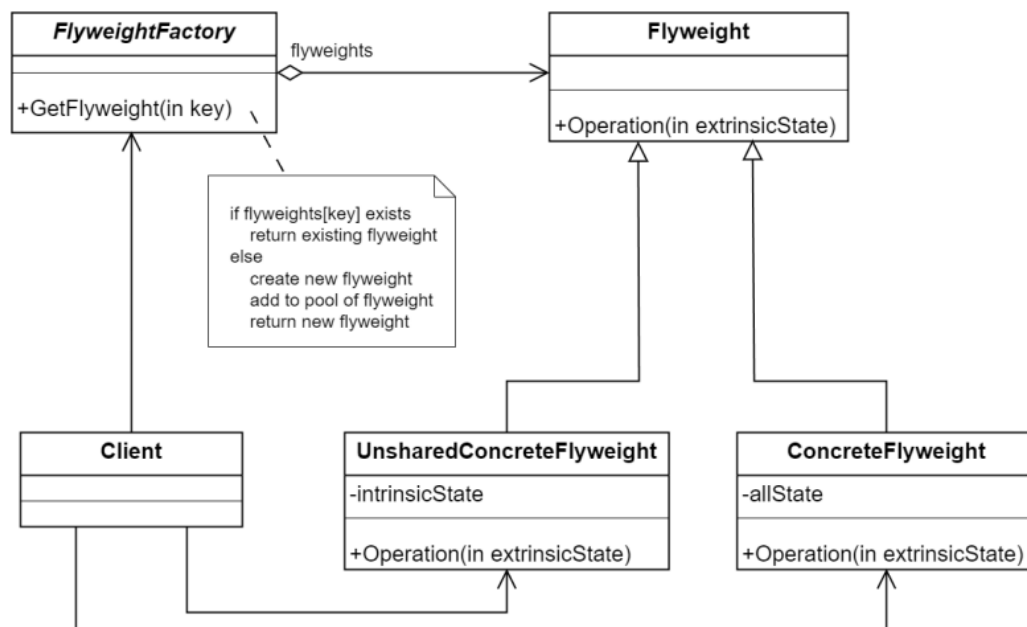 FlyweightFactory
+GetFlyweight(in key)
flyweights
Flyweight
+Operation(in extrinsicState)
if flyweights[key] exists
return existing flyweight
else
create new flyweight
add to pool of flyweight
return new flyweight
Client
UnsharedConcreteFlyweight
-intrinsicState
+Operation(in extrinsicState)
ConcreteFlyweight
-allState
+Operation(in extrinsicState)